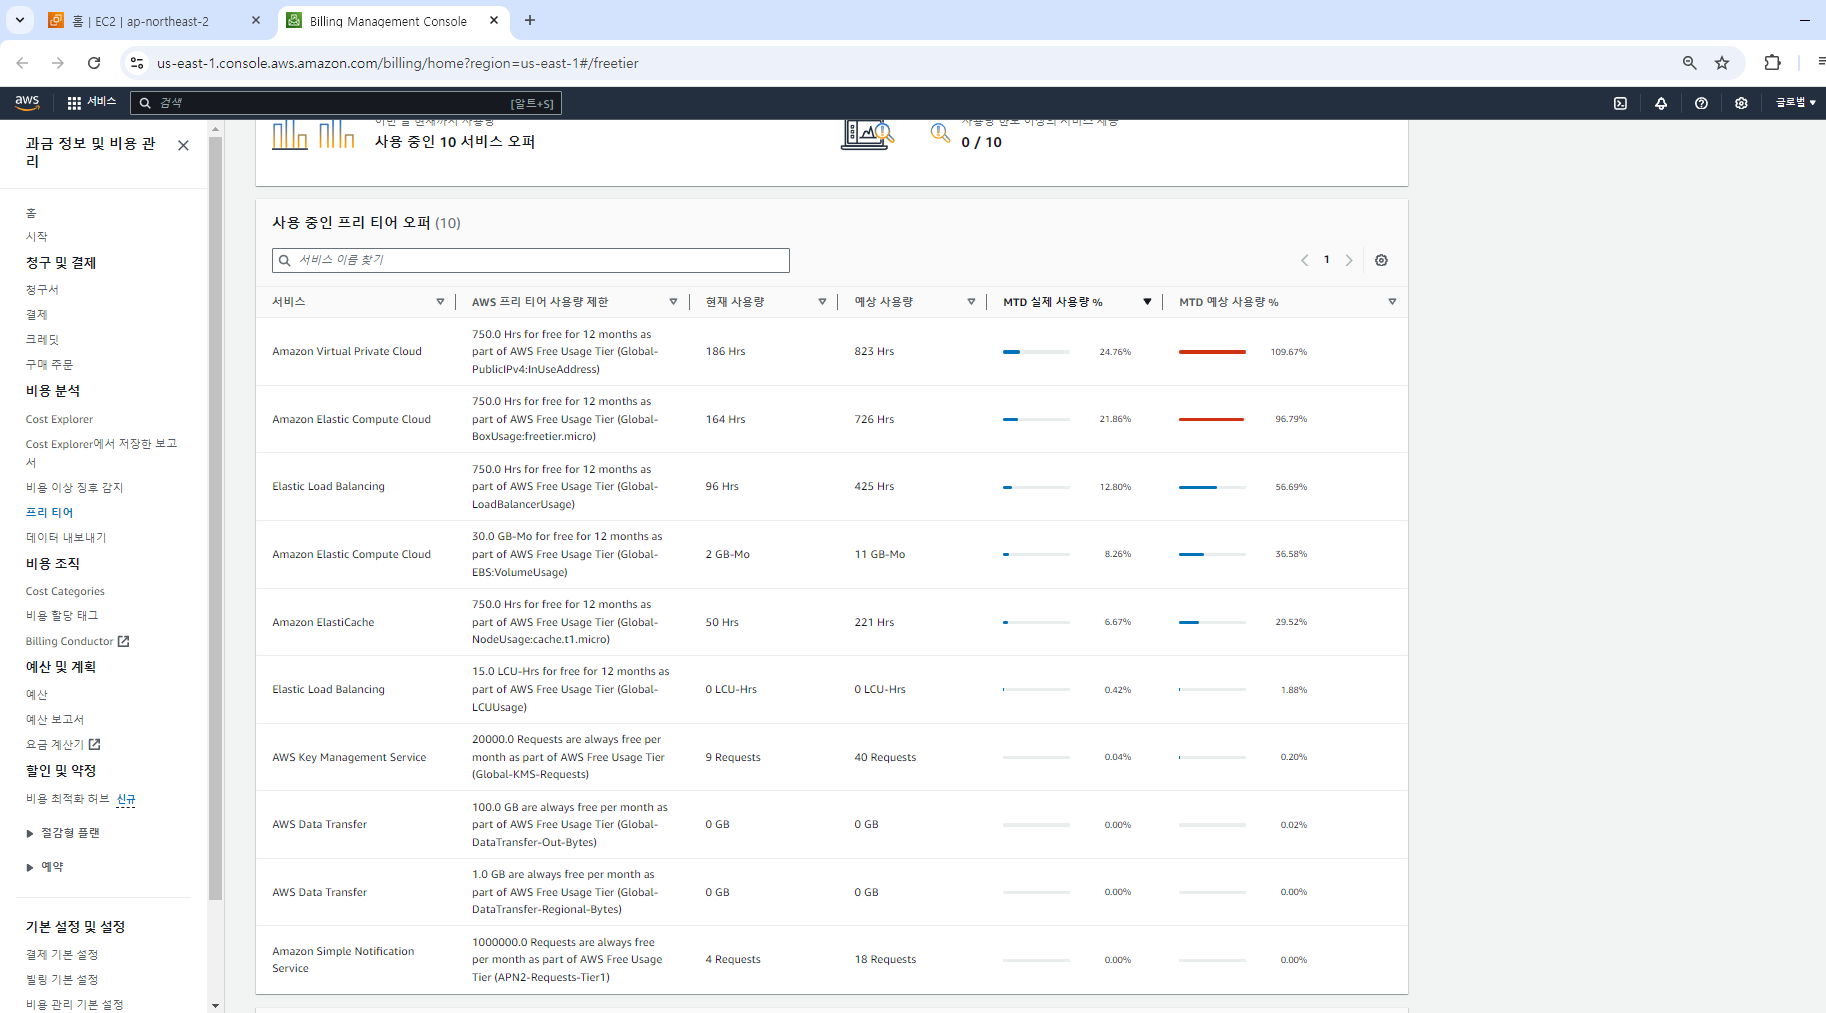 홈 | EC2 | ap-northeast-2
Billing Management Console
us-east-1.console.aws.amazon.com/billing/home?region=us-east-1#/freetier
aws
서비스
검색
[알트+S]
글로벌
과금 정보 및 비용 관
리
홈
시작
청구 및 결제
청구서
결제
크레딧
구매 주문
비용 분석
Cost Explorer
Cost Explorer에서 저장한 보고
서
비용 이상 징후 감지
프리 티어
데이터 내보내기
비용 조직
Cost Categories
비용 할당 태그
Billing Conductor
예산 및 계획
예산
예산 보고서
요금 계산기
할인 및 약정
비용 최적화 허브 신규
절감형 플랜
예약
기본 설정 및 설정
결제 기본 설정
빌링 기본 설정
비용 관리 기본 설정
이번 달 현재까지 사용량
사용 중인 10 서비스 오퍼
0 / 10
사용 중인 프리 티어 오퍼 (10)
서비스 이름 찾기
1
서비스
AWS 프리 티어 사용량 제한
현재 사용량
예상 사용량
MTD 실제 사용량 %
MTD 예상 사용량 %
Amazon Virtual Private Cloud
750.0 Hrs for free for 12 months as
part of AWS Free Usage Tier (Global-
PublicIPv4:InUseAddress)
186 Hrs
823 Hrs
24.76%
109.67%
Amazon Elastic Compute Cloud
750.0 Hrs for free for 12 months as
part of AWS Free Usage Tier (Global-
BoxUsage:freetier.micro)
164 Hrs
726 Hrs
21.86%
96.79%
Elastic Load Balancing
750.0 Hrs for free for 12 months as
part of AWS Free Usage Tier (Global-
LoadBalancerUsage)
96 Hrs
425 Hrs
12.80%
56.69%
Amazon Elastic Compute Cloud
30.0 GB-Mo for free for 12 months as
part of AWS Free Usage Tier (Global-
EBS:VolumeUsage)
2 GB-Mo
11 GB-Mo
8.26%
36.58%
Amazon ElastiCache
750.0 Hrs for free for 12 months as
part of AWS Free Usage Tier (Global-
NodeUsage:cache.t1.micro)
50 Hrs
221 Hrs
6.67%
29.52%
Elastic Load Balancing
15.0 LCU-Hrs for free for 12 months as
part of AWS Free Usage Tier (Global-
LCUUsage)
0 LCU-Hrs
0 LCU-Hrs
0.42%
1.88%
AWS Key Management Service
20000.0 Requests are always free per
month as part of AWS Free Usage Tier
(Global-KMS-Requests)
9 Requests
40 Requests
0.04%
0.20%
AWS Data Transfer
100.0 GB are always free per month as
part of AWS Free Usage Tier (Global-
DataTransfer-Out-Bytes)
0 GB
0 GB
0.00%
0.02%
AWS Data Transfer
1.0 GB are always free per month as
part of AWS Free Usage Tier (Global-
DataTransfer-Regional-Bytes)
0 GB
0 GB
0.00%
0.00%
Amazon Simple Notification
Service
1000000.0 Requests are always free
per month as part of AWS Free Usage
Tier (APN2-Requests-Tier1)
4 Requests
18 Requests
0.00%
0.00%